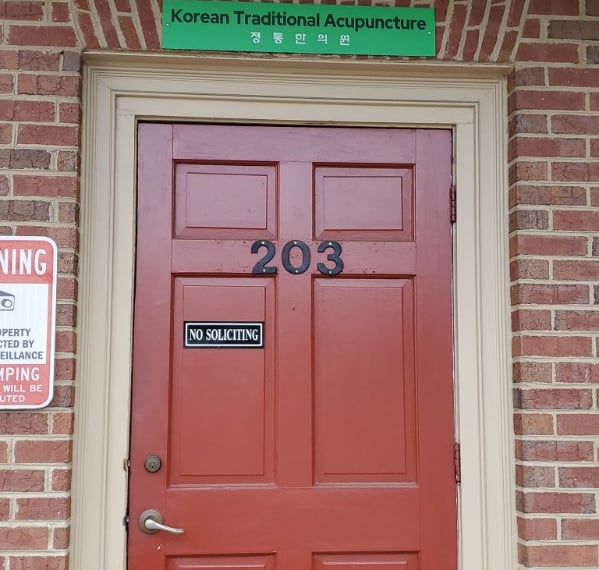 Korean Traditional Acupuncture
정통한의원
203
NO SOLICITING
NING
OPERTY
CTED BY
EILLANCE
MPING
WILL BE
UTED